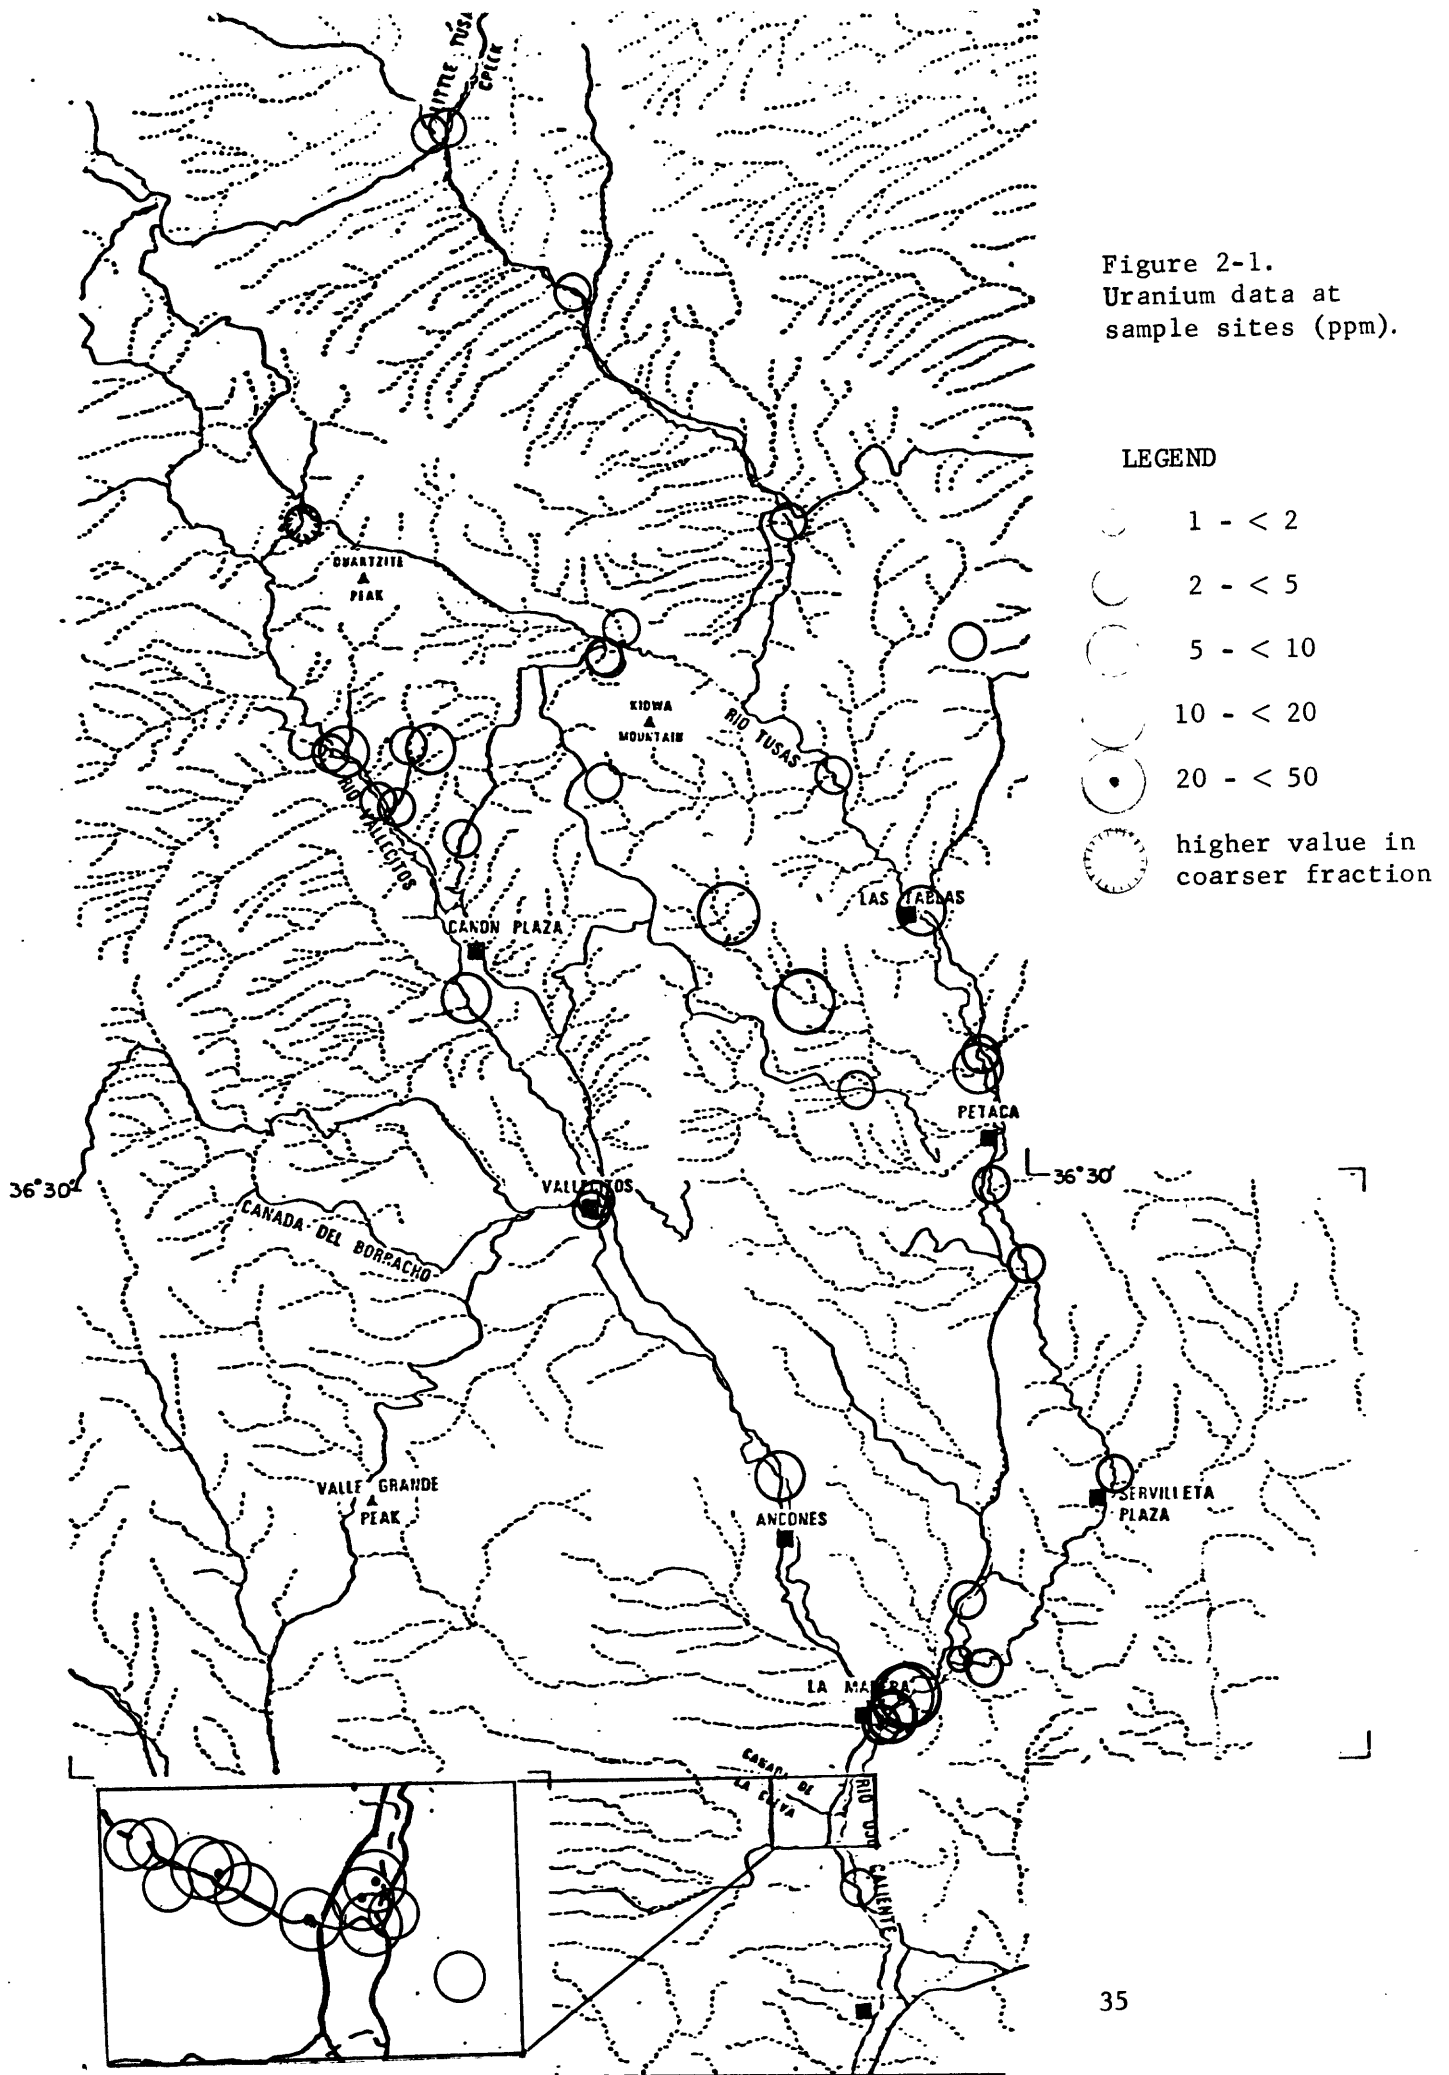 LITTLE TUSA
CPEEK
Figure 2-1.
Uranium data at
sample sites (ppm).
LEGEND
1 - < 2
2 - < 5
5 - < 10
10 - < 20
20 - < 50
higher value in
coarser fraction
QUARTZITE
PEAK
KIOWA
MOUNTAIN
RIO TUSAS
RIO VALLECITOS
LAS TABLAS
CANON PLAZA
PETACA
36°30'
36°30'
VALLECITOS
CANADA DEL BORRACHO
VALLE GRANDE
PEAK
ANCONES
SERVILLETA
PLAZA
LA MADERA
CANADA DE
LA CUEVA
RIO OJO
CALIENTE
35